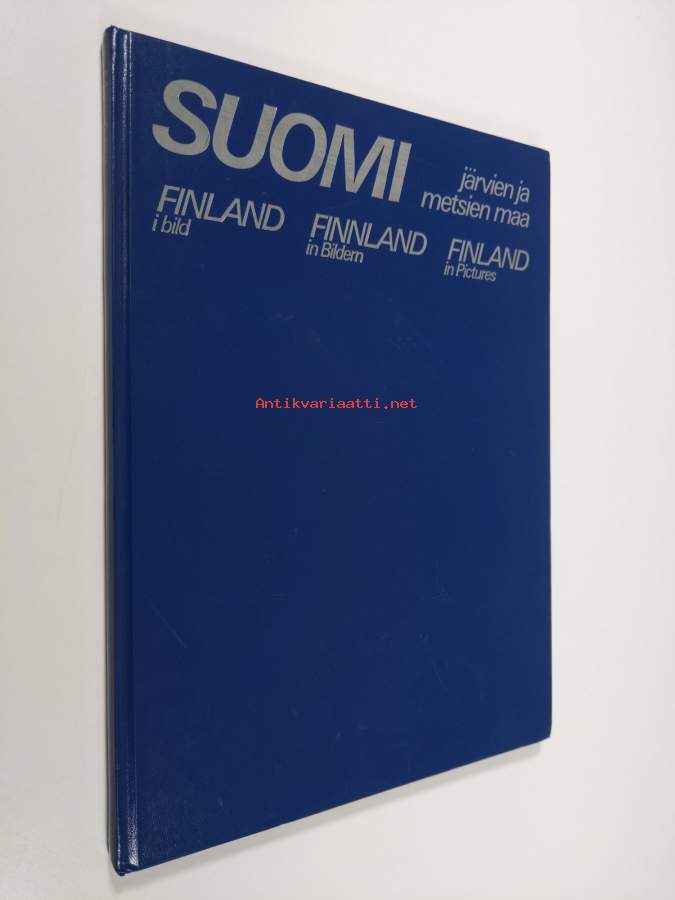 SUOMI
järvien ja
metsien maa
FINLAND
i bild
FINNLAND
in Bildern
FINLAND
in Pictures
Antikvariaatti.net